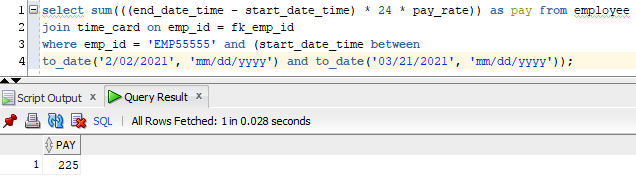 1 select sum(((end_date_time - start_date_time) * 24 * pay_rate)) as pay from employee
2 join time_card on emp_id = fk_emp_id
3 where emp_id = 'EMP55555' and (start_date_time between
4 to_date('2/02/2021', 'mm/dd/yyyy') and to_date('03/21/2021', 'mm/dd/yyyy'));
Script Output x Query Result x
SQL | All Rows Fetched: 1 in 0.028 seconds
PAY
1 225